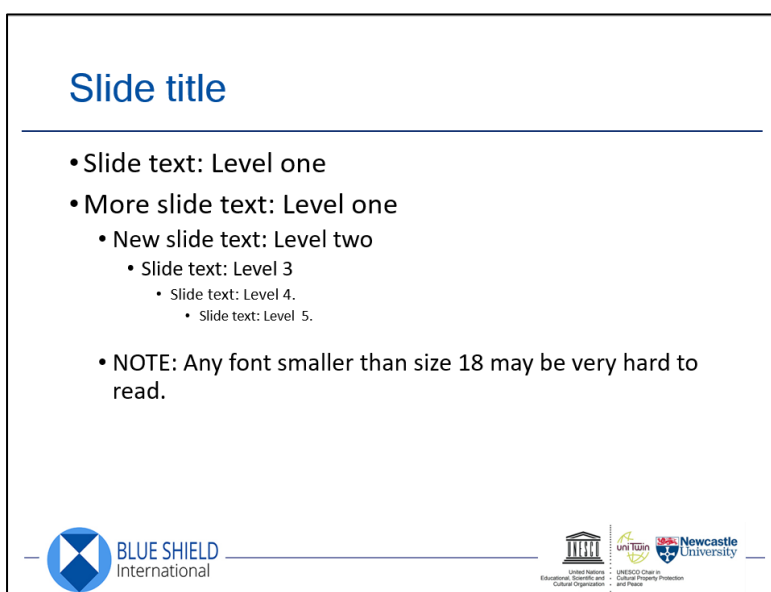 Slide title
• Slide text: Level one
• More slide text: Level one
• New slide text: Level two
• Slide text: Level 3
• Slide text: Level 4.
• Slide text: Level 5.
• NOTE: Any font smaller than size 18 may be very hard to
read.
BLUE SHIELD
International
UNESCO
United Nations
Educational, Scientific and
Cultural Organization
uni Twin
UNESCO Chair in
Cultural Property Protection
and Peace
Newcastle
University